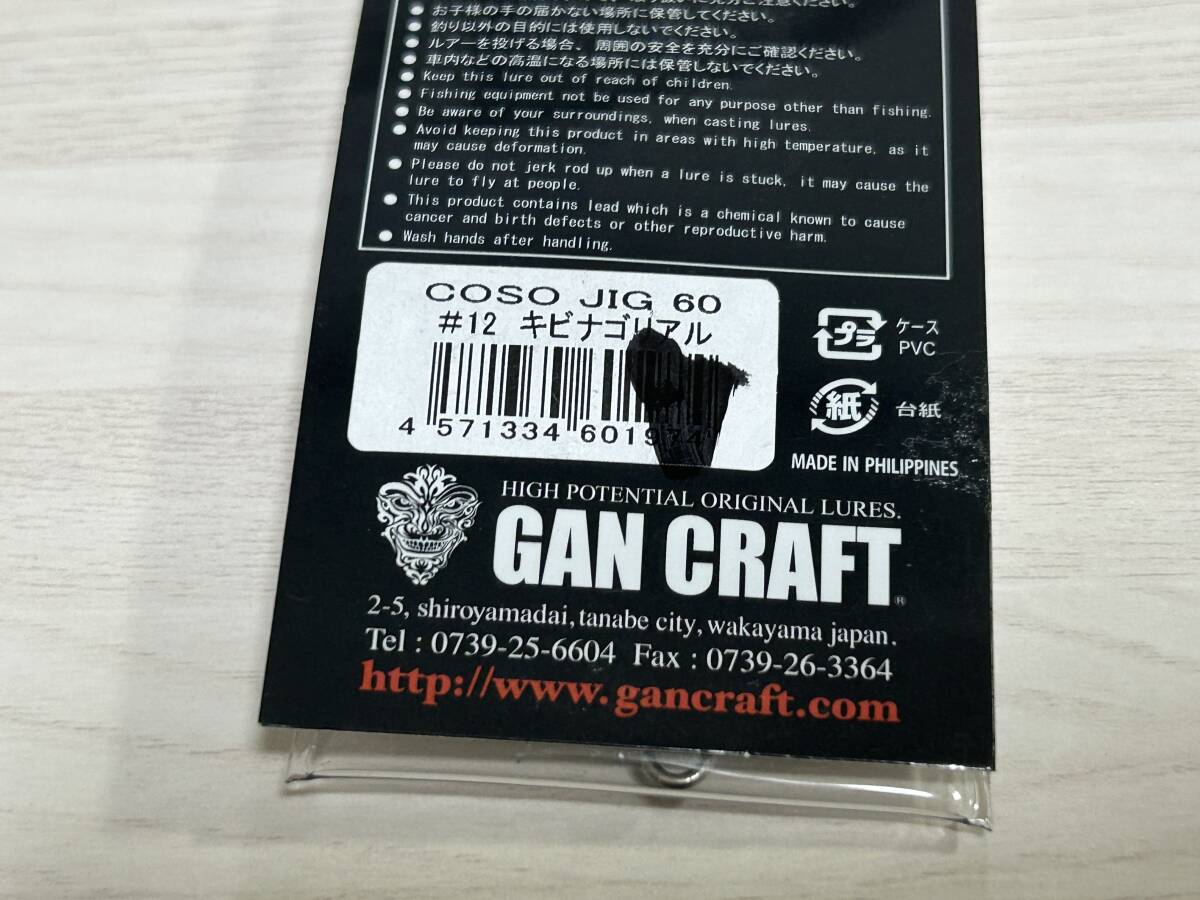 お子様の手の届かない場所に保管してください。
釣り以外の目的には使用しないでください。
ルアーを投げる場合、周囲の安全を充分にご確認ください。
車内などの高温になる場所には保管しないでください。
Keep this lure out of reach of children.
Fishing equipment not be used for any purpose other than fishing.
Be aware of your surroundings, when casting lures.
Avoid keeping this product in areas with high temperature, as it
may cause deformation.
Please do not jerk rod up when a lure is stuck, it may cause the
lure to fly at people.
This product contains lead which is a chemical known to cause
cancer and birth defects or other reproductive harm.
Wash hands after handling.
COSO JIG 60
#12 キビナゴリアル
4 571334 601974
プラ ケース
PVC
紙 台紙
MADE IN PHILIPPINES
HIGH POTENTIAL ORIGINAL LURES.
GAN CRAFT®
2-5, shiroyamadai, tanabe city, wakayama japan.
Tel : 0739-25-6604 Fax : 0739-26-3364
http://www.gancraft.com